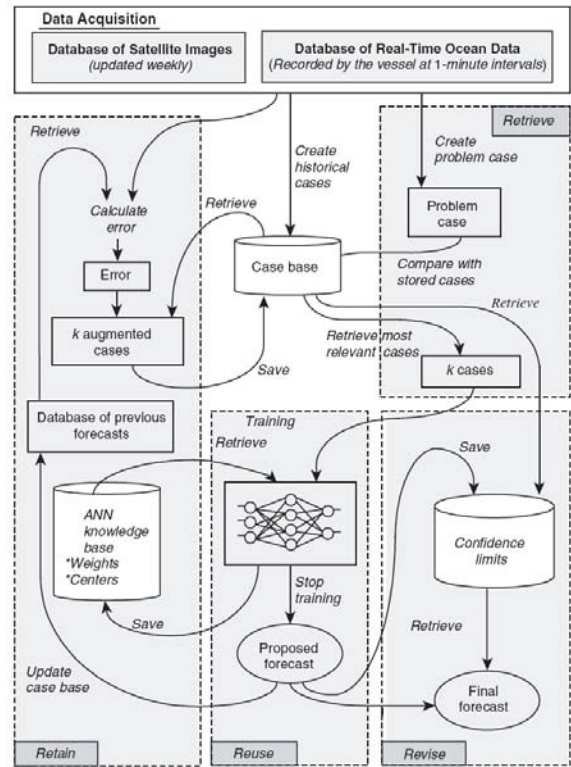 Data Acquisition
Database of Satellite Images
(updated weekly)
Database of Real-Time Ocean Data
(Recorded by the vessel at 1-minute intervals)
Retrieve
Retrieve
Create
historical
cases
Create
problem case
Calculate
error
Retrieve
Problem
case
Error
Case base
Compare with
stored cases
k augmented
cases
Retrieve
Retrieve most
relevant cases
Save
k cases
Database of previous
forecasts
Training
Retrieve
Save
ANN
knowledge
base
*Weights
*Centers
Confidence
limits
Stop
training
Save
Retrieve
Proposed
forecast
Update
case base
Final
forecast
Retain
Reuse
Revise